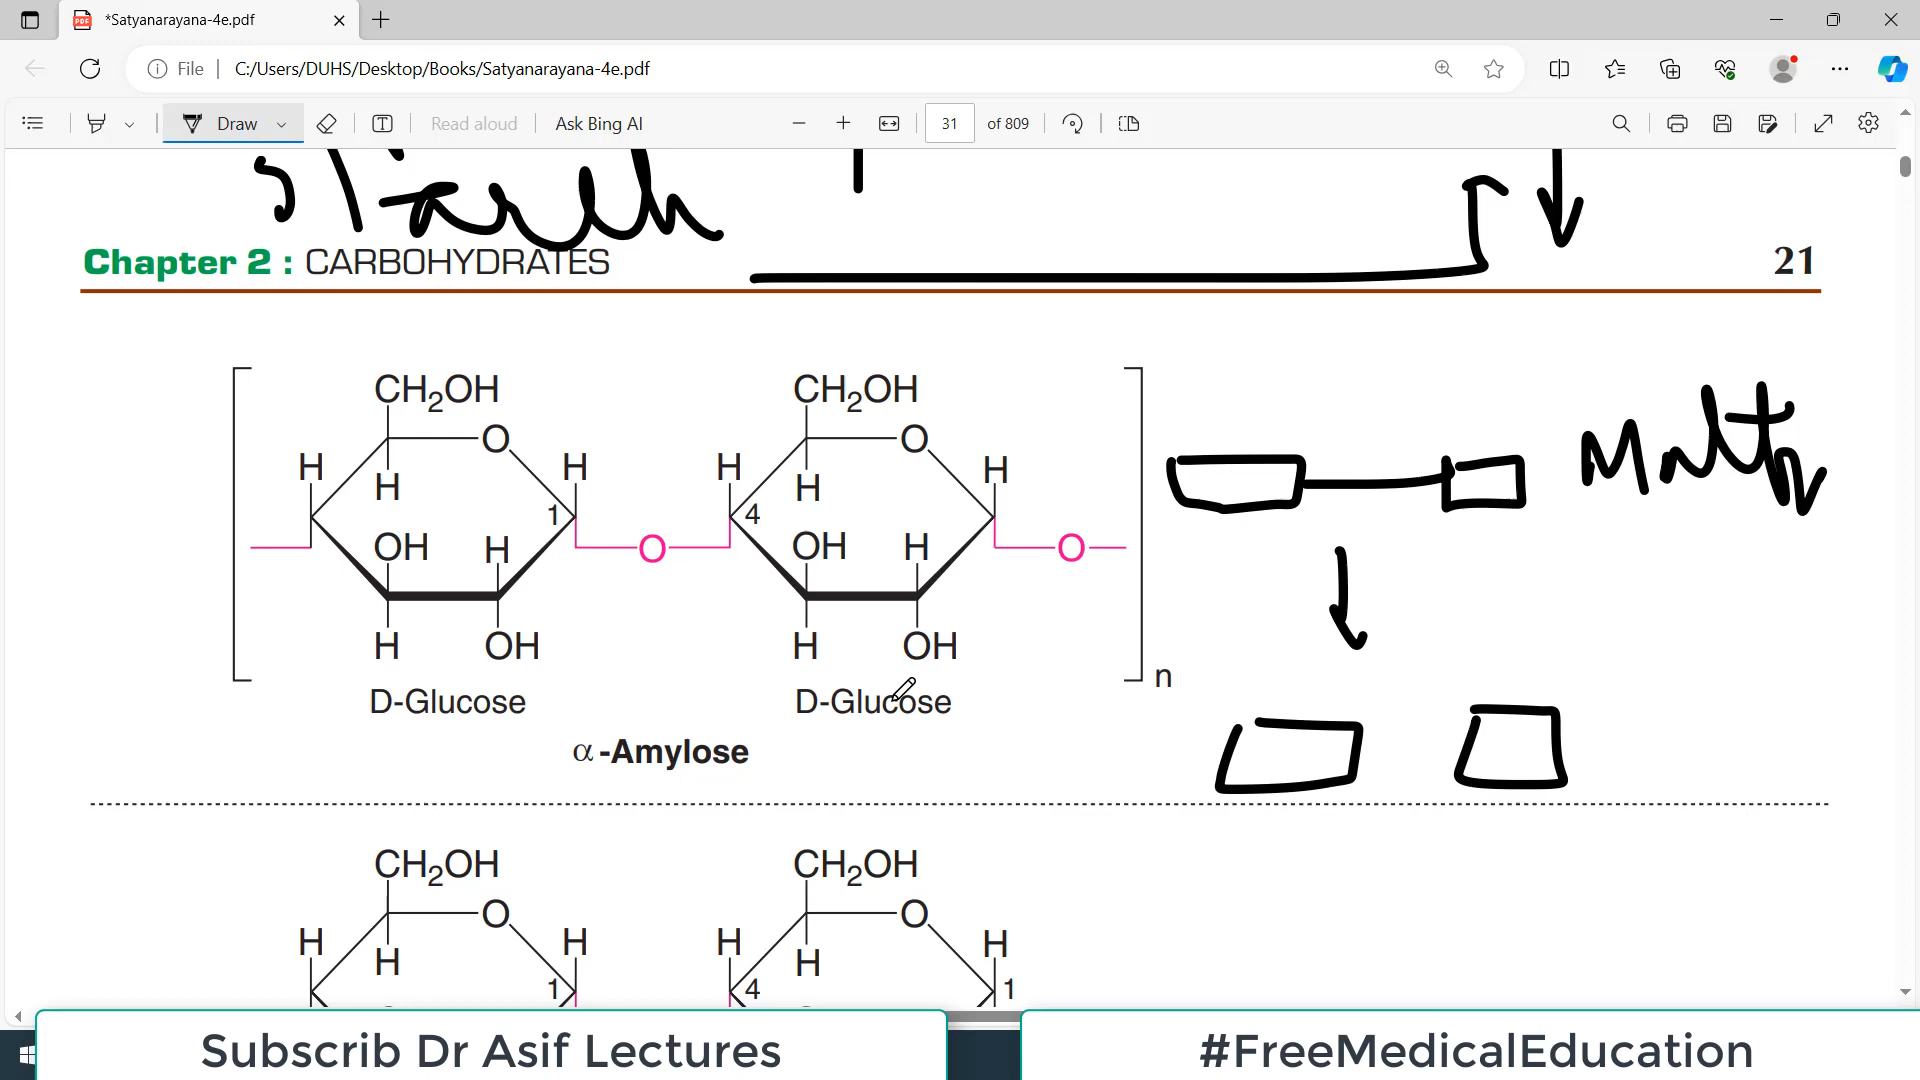 *Satyanarayana-4e.pdf
File | C:/Users/DUHS/Desktop/Books/Satyanarayana-4e.pdf
Draw Read aloud Ask Bing AI 31 of 809
Starch
Chapter 2 : CARBOHYDRATES 21
CH2OH CH2OH
O O
H H H H
H H
1 4
OH H OH H
O O
H OH H OH
n
D-Glucose D-Glucose
α-Amylose
CH2OH CH2OH
O O
H H H H
H H
1 4 1
Subscrib Dr Asif Lectures
#FreeMedicalEducation